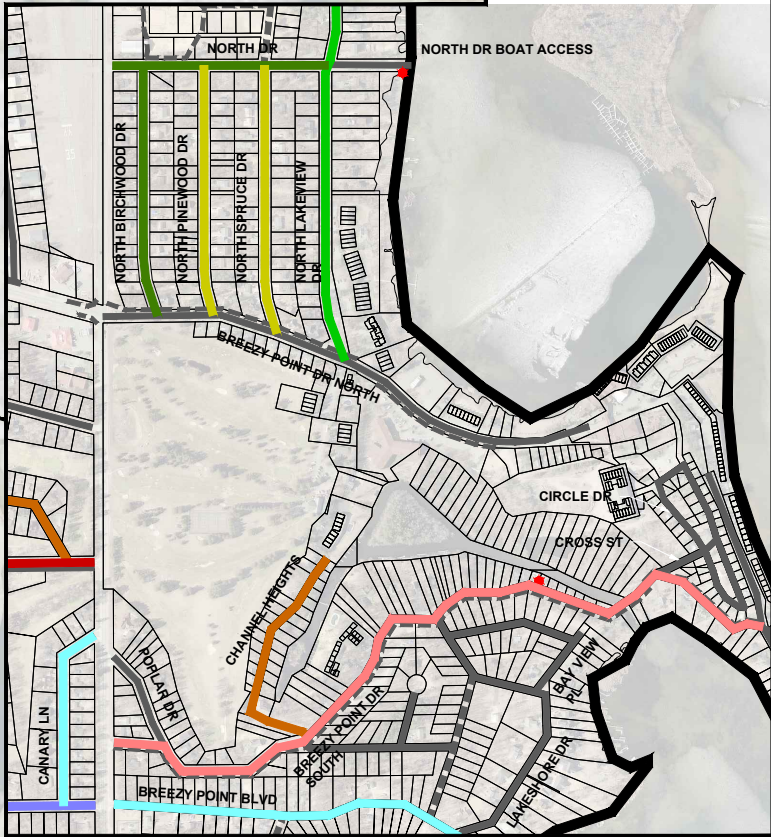 NORTH DR
NORTH DR BOAT ACCESS
NORTH BIRCHWOOD DR
NORTH PINEWOOD DR
NORTH SPRUCE DR
NORTH LAKEVIEW
DR
BREEZY POINT DR NORTH
CIRCLE DR
CROSS ST
CHANNEL HEIGHTS
POPLAR DR
BAY VIEW
PL
CANARY LN
BREEZY POINT DR
SOUTH
LAKESHORE DR
BREEZY POINT BLVD